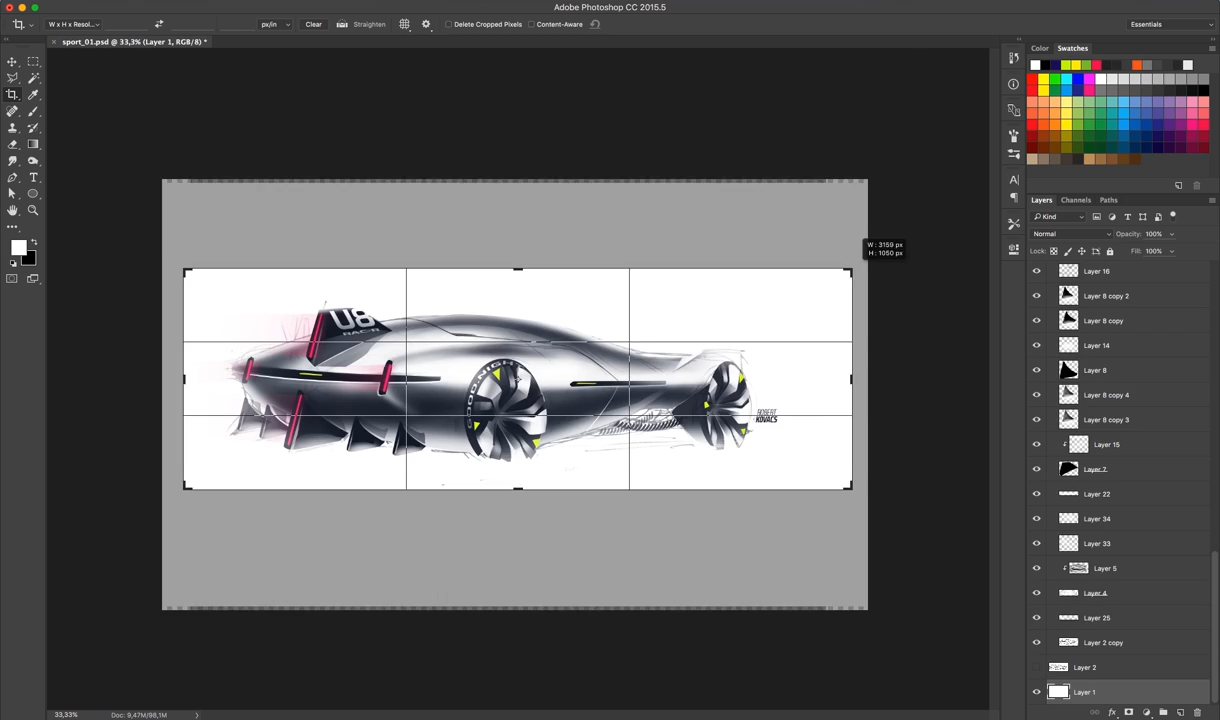 Adobe Photoshop CC 2015.5
W x H x Resol...
px/in
Clear
Straighten
Delete Cropped Pixels
Content-Aware
Essentials
sport_01.psd @ 33,3% (Layer 1, RGB/8) *
Color
Swatches
W : 3159 px
H : 1050 px
U8
RAC-R
GOOD.NIGH
ROBERT
KOVACS
Layers
Channels
Paths
Kind
Normal
Opacity: 100%
Lock:
Fill: 100%
Layer 16
Layer 8 copy 2
Layer 8 copy
Layer 14
Layer 8
Layer 8 copy 4
Layer 8 copy 3
Layer 15
Layer 7
Layer 22
Layer 34
Layer 33
Layer 5
Layer 4
Layer 25
Layer 2 copy
Layer 2
Layer 1
33,33%
Doc: 9,47M/98,1M